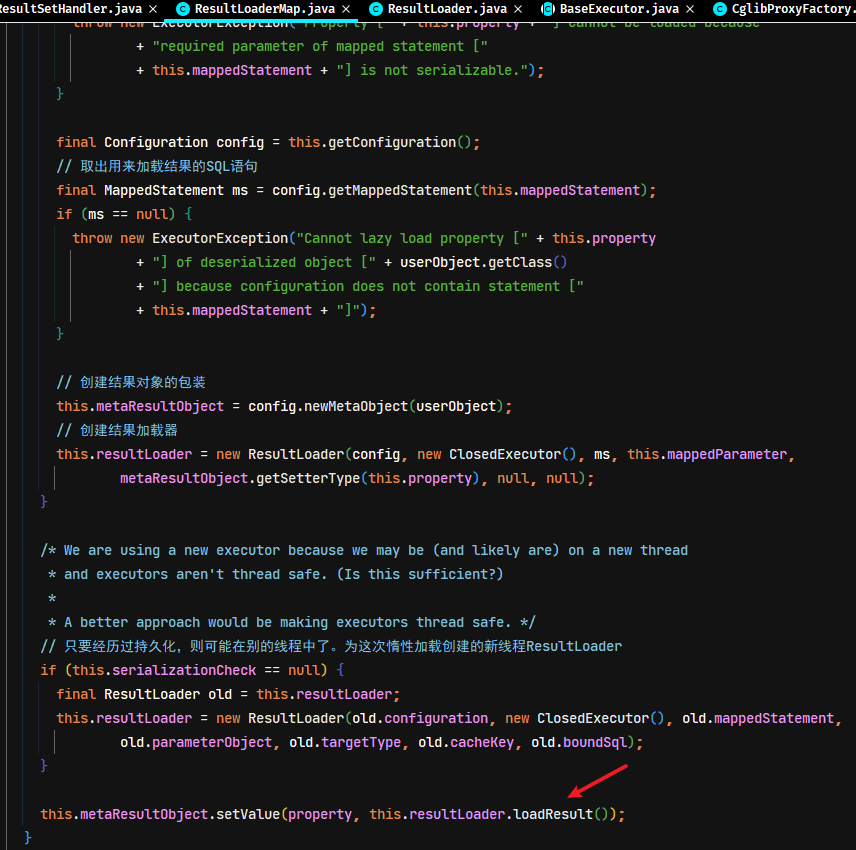 ResultSetHandler.java × ResultLoaderMap.java × ResultLoader.java × BaseExecutor.java × CglibProxyFactory.
throw new ExecutorException("Property [" + this.property + "] cannot be loaded because "
+ "required parameter of mapped statement ["
+ this.mappedStatement + "] is not serializable.");
}
final Configuration config = this.getConfiguration();
// 取出用来加载结果的SQL语句
final MappedStatement ms = config.getMappedStatement(this.mappedStatement);
if (ms == null) {
throw new ExecutorException("Cannot lazy load property [" + this.property
+ "] of deserialized object [" + userObject.getClass()
+ "] because configuration does not contain statement ["
+ this.mappedStatement + "]");
}
// 创建结果对象的包装
this.metaResultObject = config.newMetaObject(userObject);
// 创建结果加载器
this.resultLoader = new ResultLoader(config, new ClosedExecutor(), ms, this.mappedParameter,
metaResultObject.getSetterType(this.property), null, null);
}
/* We are using a new executor because we may be (and likely are) on a new thread
* and executors aren't thread safe. (Is this sufficient?)
*
* A better approach would be making executors thread safe. */
// 只要经历过持久化，则可能在别的线程中了。为这次惰性加载创建的新线程ResultLoader
if (this.serializationCheck == null) {
final ResultLoader old = this.resultLoader;
this.resultLoader = new ResultLoader(old.configuration, new ClosedExecutor(), old.mappedStatement,
old.parameterObject, old.targetType, old.cacheKey, old.boundSql);
}
this.metaResultObject.setValue(property, this.resultLoader.loadResult());
}